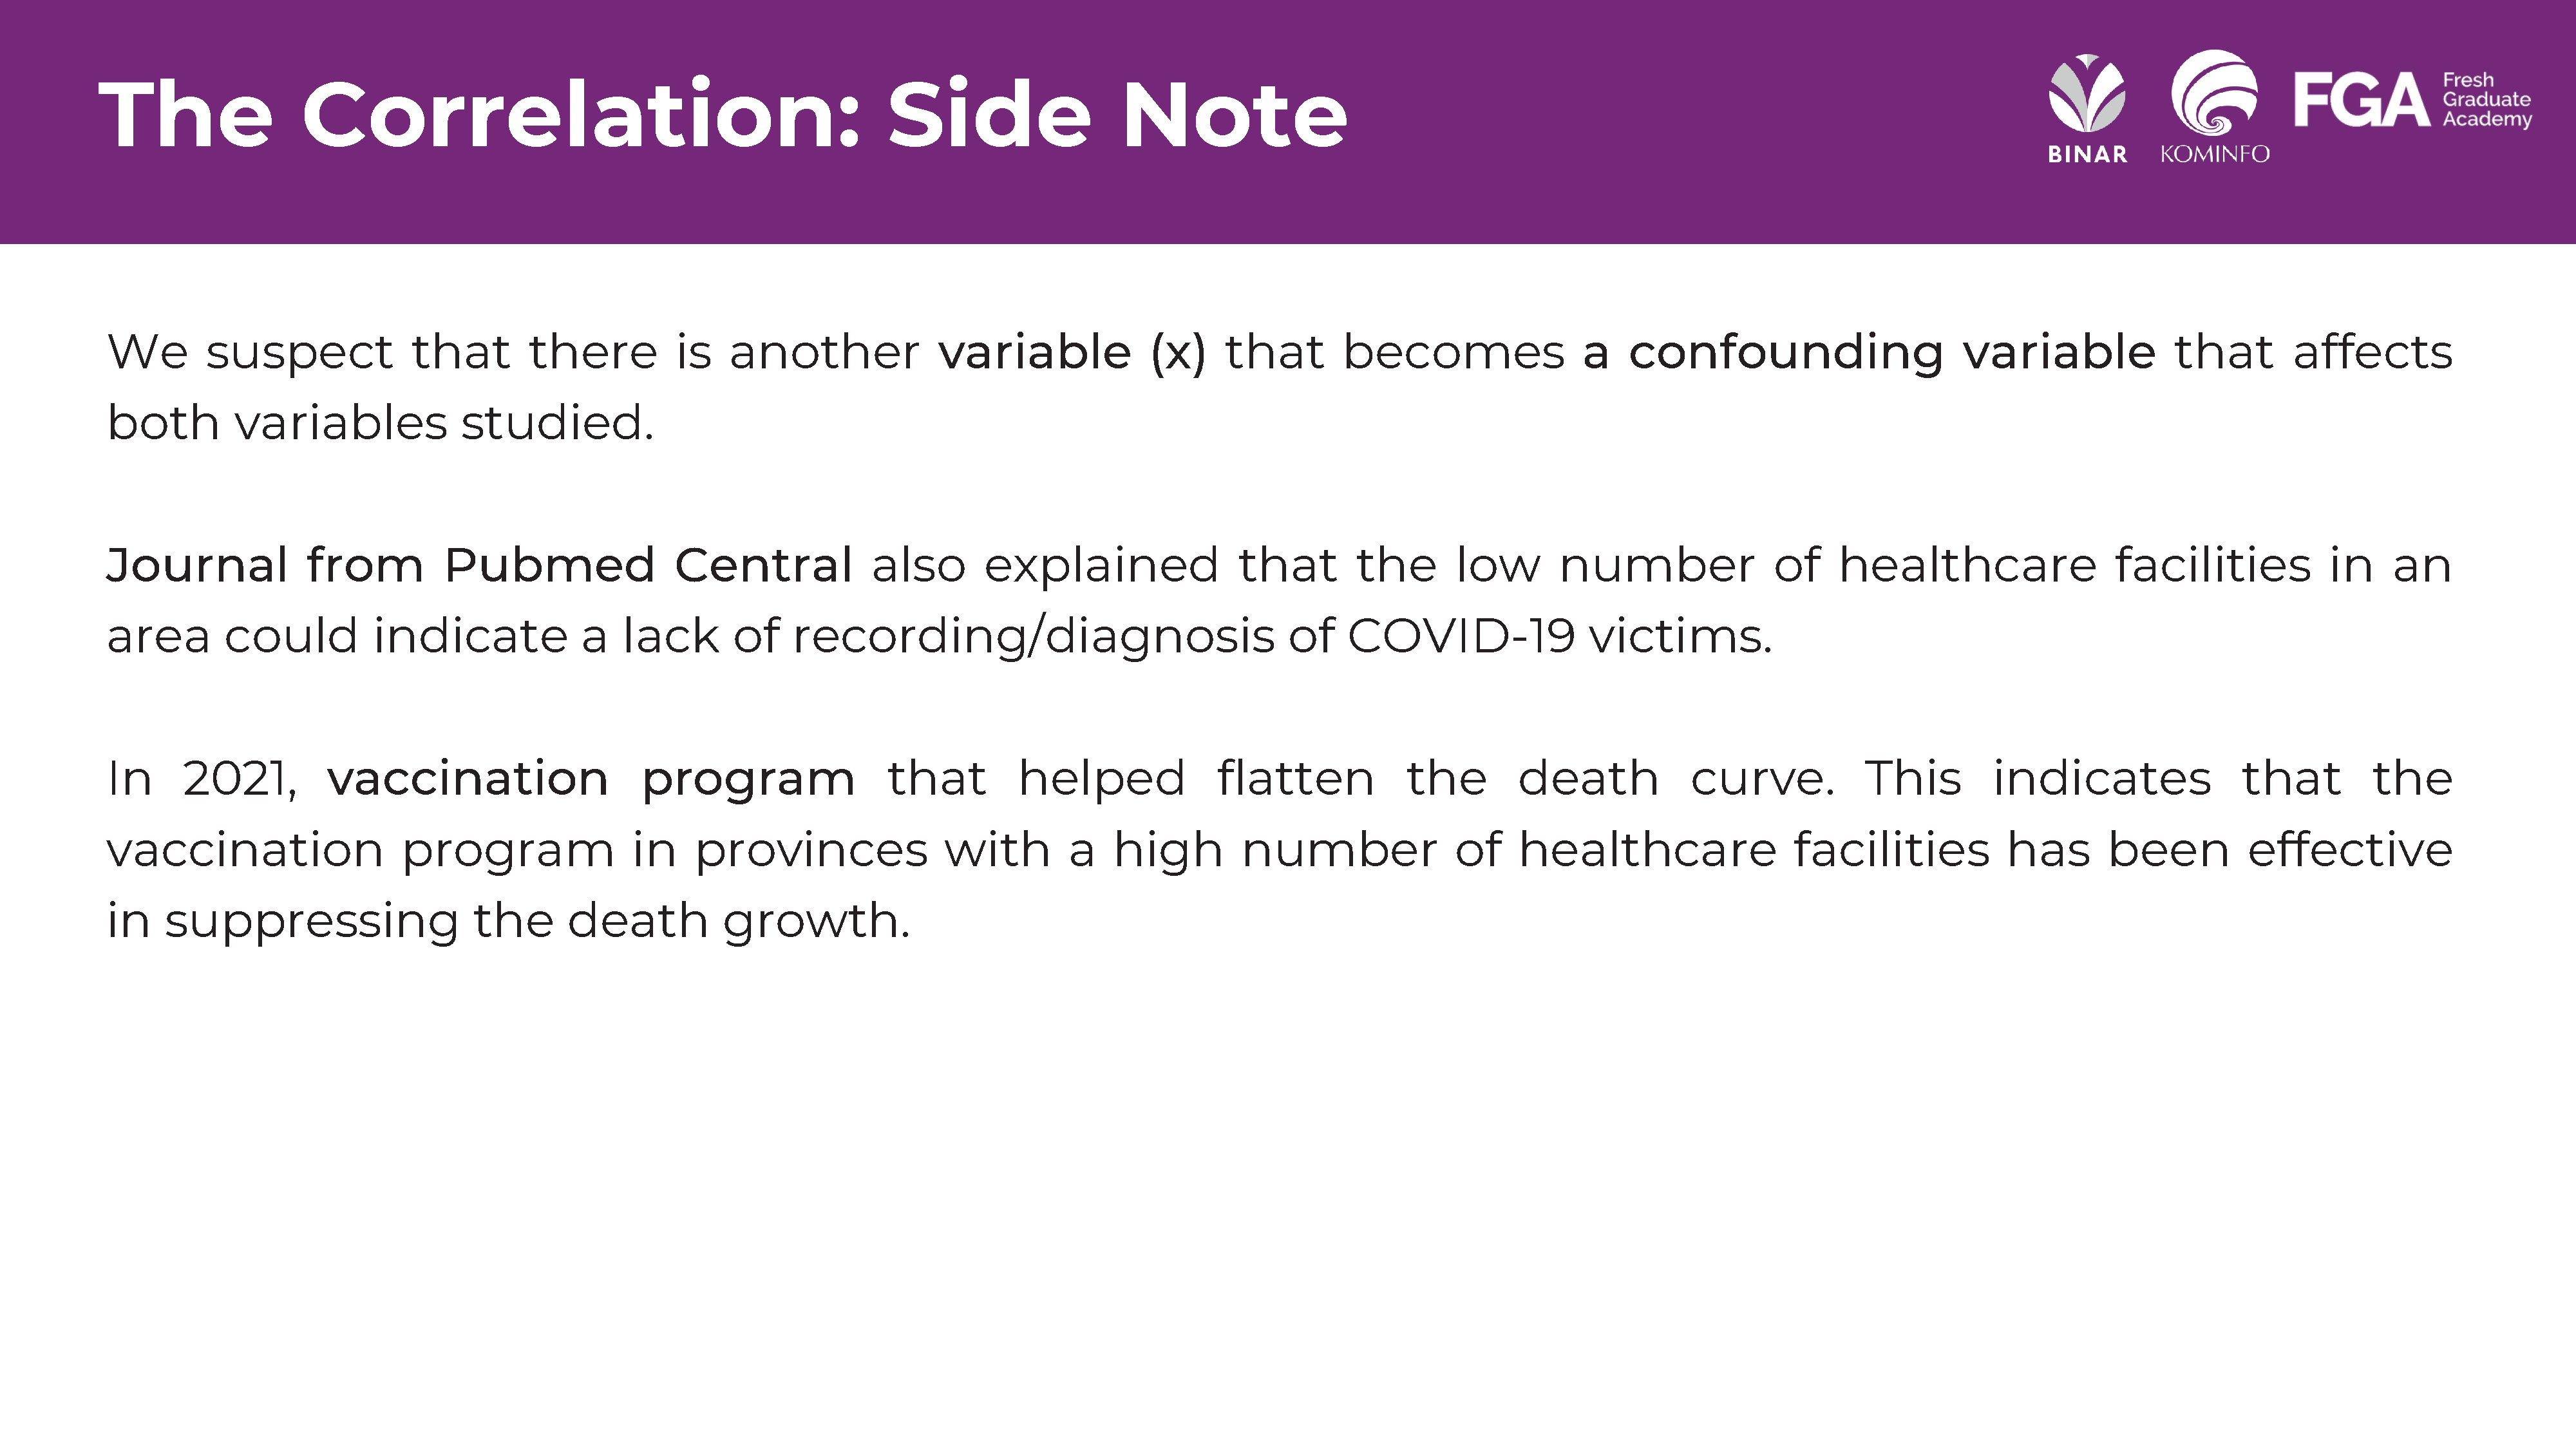 The Correlation: Side Note
BINAR
KOMINFO
FGA
Fresh
Graduate
Academy
We suspect that there is another variable (x) that becomes a confounding variable that affects
both variables studied.
Journal from Pubmed Central also explained that the low number of healthcare facilities in an
area could indicate a lack of recording/diagnosis of COVID-19 victims.
In 2021, vaccination program that helped flatten the death curve. This indicates that the
vaccination program in provinces with a high number of healthcare facilities has been effective
in suppressing the death growth.